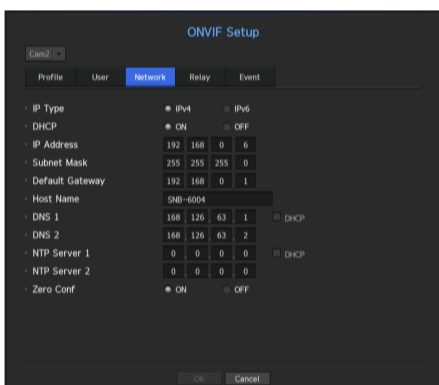 ONVIF Setup
Cam2
Profile User Network Relay Event
IP Type IPv4 IPv6
DHCP ON OFF
IP Address 192 . 168 . 0 . 6
Subnet Mask 255 . 255 . 255 . 0
Default Gateway 192 . 168 . 0 . 1
Host Name SNB-6004
DNS 1 168 . 126 . 63 . 1 DHCP
DNS 2 168 . 126 . 63 . 2
NTP Server 1 0 . 0 . 0 . 0 DHCP
NTP Server 2 0 . 0 . 0 . 0
Zero Conf ON OFF
OK Cancel